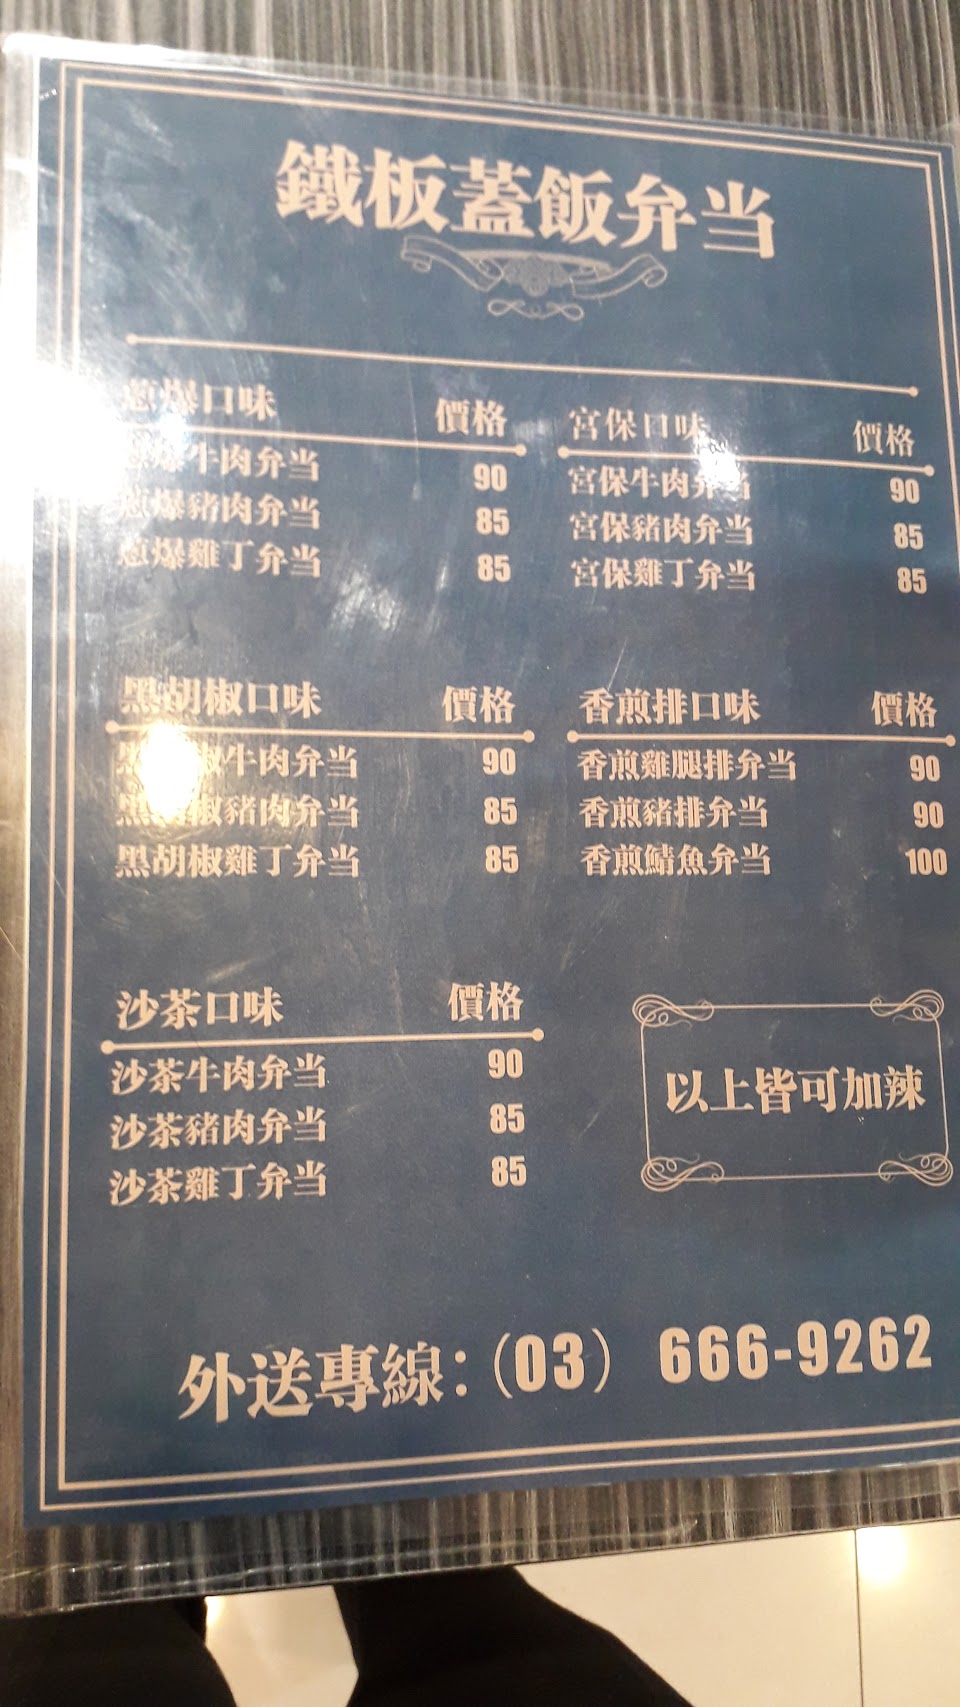 鐵板蓋飯弁当
蔥爆口味 價格
蔥爆牛肉弁当 90
蔥爆豬肉弁当 85
蔥爆雞丁弁当 85
宮保口味 價格
宮保牛肉弁当 90
宮保豬肉弁当 85
宮保雞丁弁当 85
黑胡椒口味 價格
黑胡椒牛肉弁当 90
黑胡椒豬肉弁当 85
黑胡椒雞丁弁当 85
香煎排口味 價格
香煎雞腿排弁当 90
香煎豬排弁当 90
香煎鯖魚弁当 100
沙茶口味 價格
沙茶牛肉弁当 90
沙茶豬肉弁当 85
沙茶雞丁弁当 85
以上皆可加辣
外送專線：(03) 666-9262